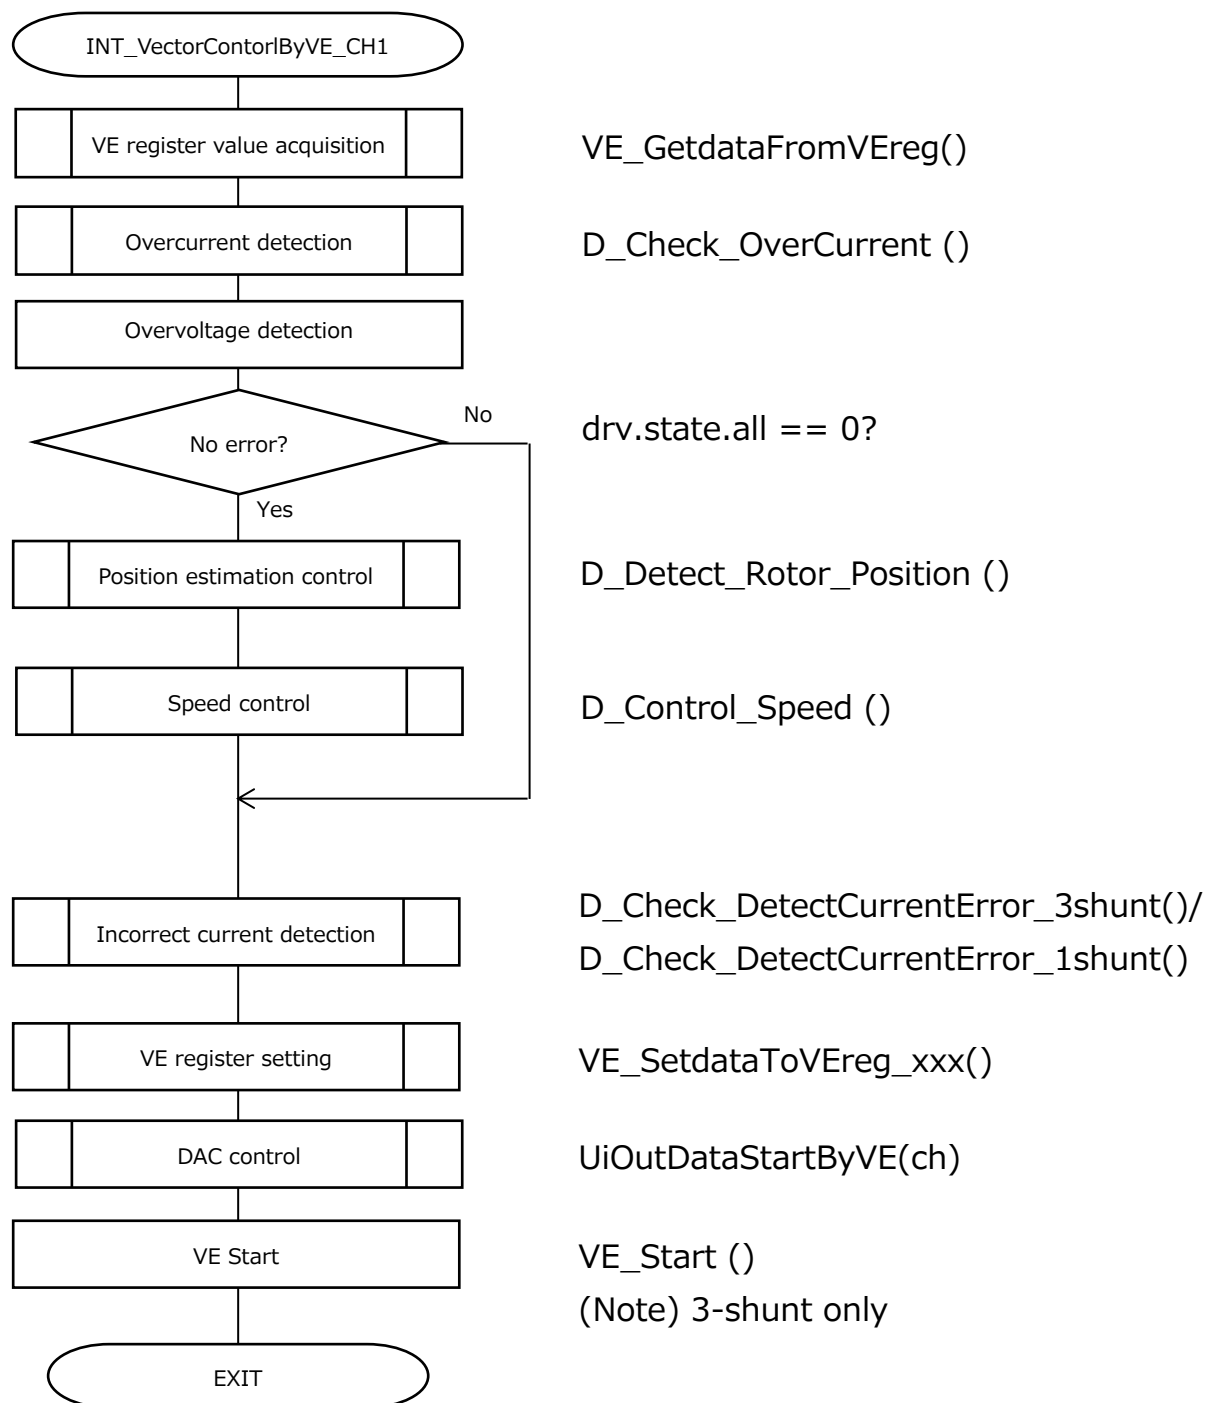 INT_VectorContorlByVE_CH1
VE register value acquisition
VE_GetdataFromVEreg()
Overcurrent detection
D_Check_OverCurrent ()
Overvoltage detection
No error?
No
drv.state.all == 0?
Yes
Position estimation control
D_Detect_Rotor_Position ()
Speed control
D_Control_Speed ()
Incorrect current detection
D_Check_DetectCurrentError_3shunt()/
D_Check_DetectCurrentError_1shunt()
VE register setting
VE_SetdataToVEreg_xxx()
DAC control
UiOutDataStartByVE(ch)
VE Start
VE_Start ()
(Note) 3-shunt only
EXIT